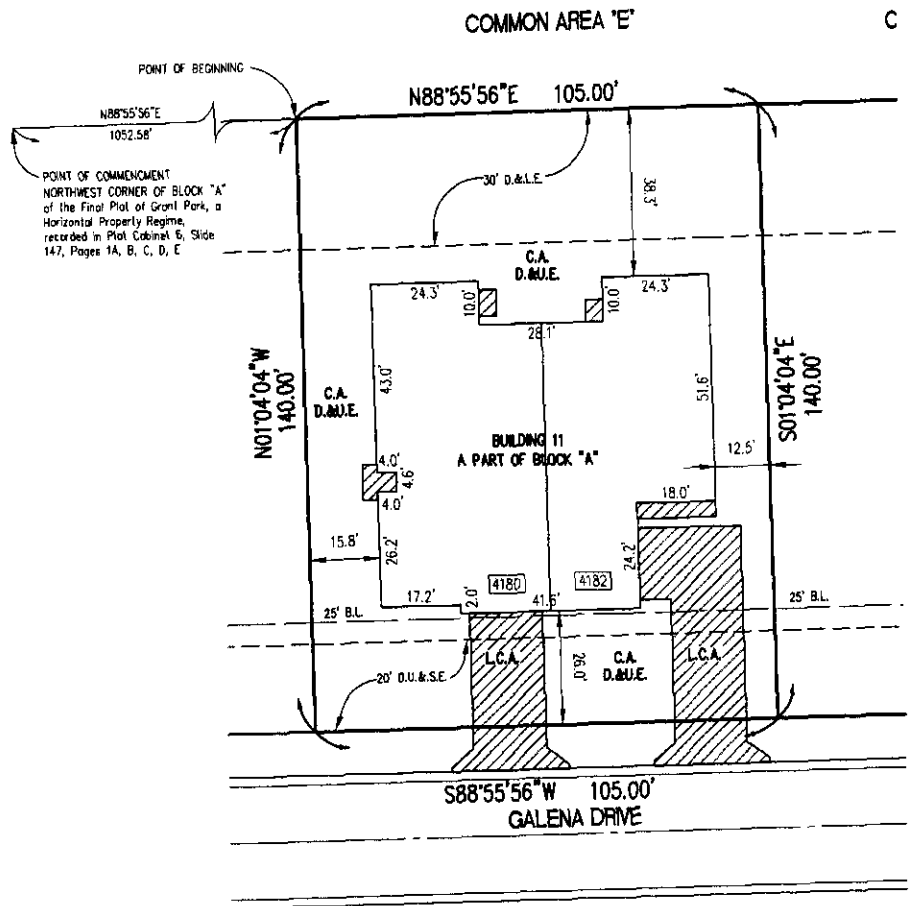 COMMON AREA "E"
C
POINT OF BEGINNING
N88°55'56"E 105.00'
N88°55'56"E
1052.58'
POINT OF COMMENCMENT
NORTHWEST CORNER OF BLOCK "A"
of the Final Plat of Grant Park, a
Horizontal Property Regime,
recorded in Plat Cabinet 6, Slide
147, Pages 1A, B, C, D, E
30' D.&L.E.
38.3'
C.A.
D.&U.E.
24.3'
10.0'
10.0'
24.3'
28.1'
N01°04'04"W
140.00'
C.A.
D.&U.E.
43.0'
51.6'
S01°04'04"E
140.00'
BUILDING 11
A PART OF BLOCK "A"
12.5'
4.0'
4.6'
4.0'
18.0'
15.8'
26.2'
24.2'
4180
4182
17.2'
2.0'
41.6'
25' B.L.
25' B.L.
L.C.A.
26.0'
C.A.
D.&U.E.
L.C.A.
20' D.U.&.S.E.
S88°55'56"W 105.00'
GALENA DRIVE